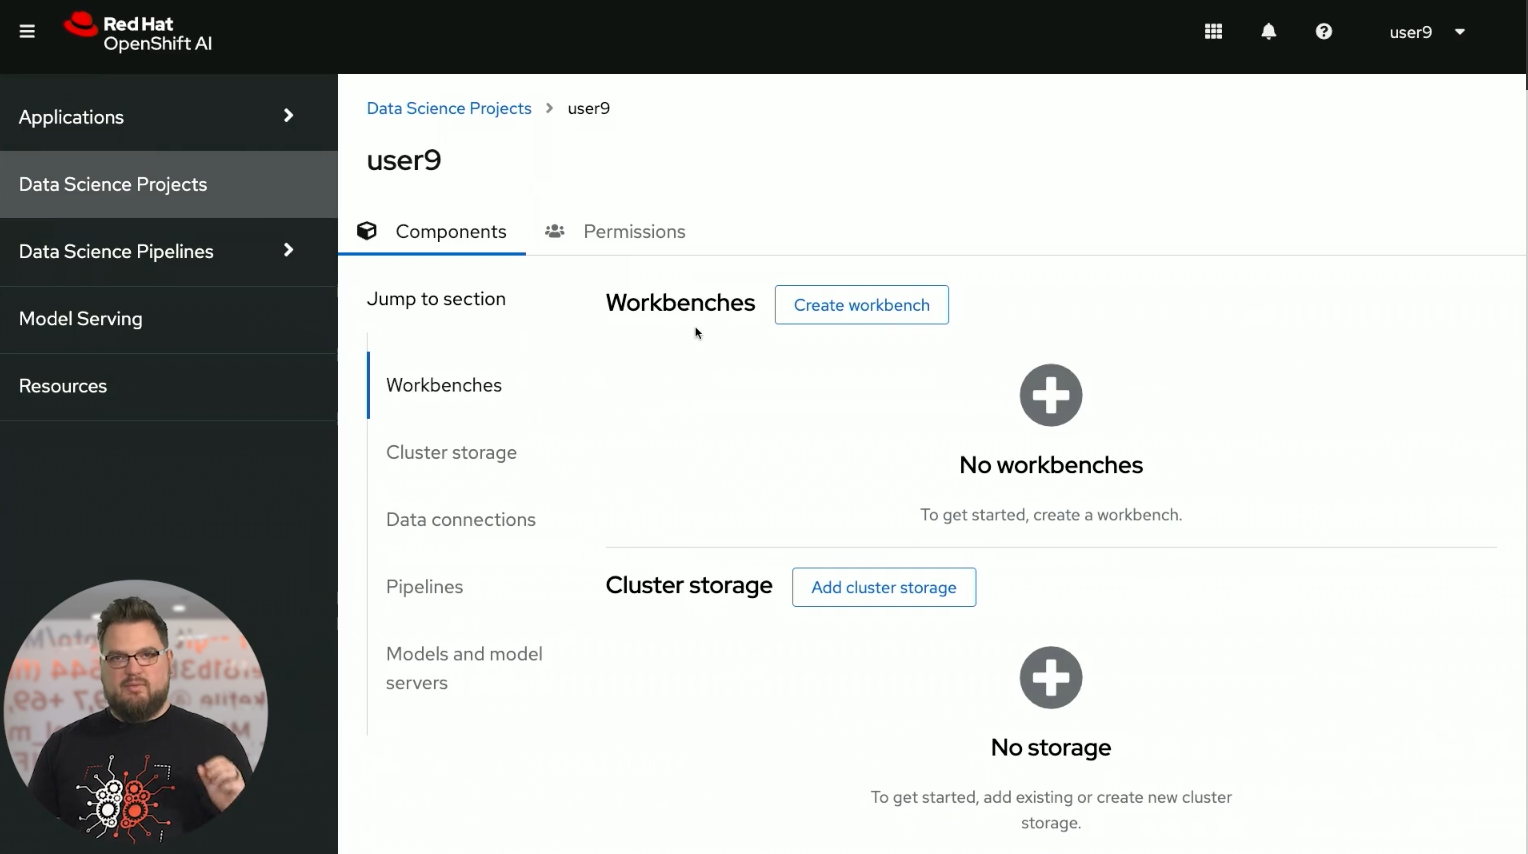 Red Hat
OpenShift AI
user9
Applications
Data Science Projects
Data Science Pipelines
Model Serving
Resources
Data Science Projects > user9
user9
Components
Permissions
Jump to section
Workbenches
Cluster storage
Data connections
Pipelines
Models and model
servers
Workbenches
Create workbench
No workbenches
To get started, create a workbench.
Cluster storage
Add cluster storage
No storage
To get started, add existing or create new cluster
storage.